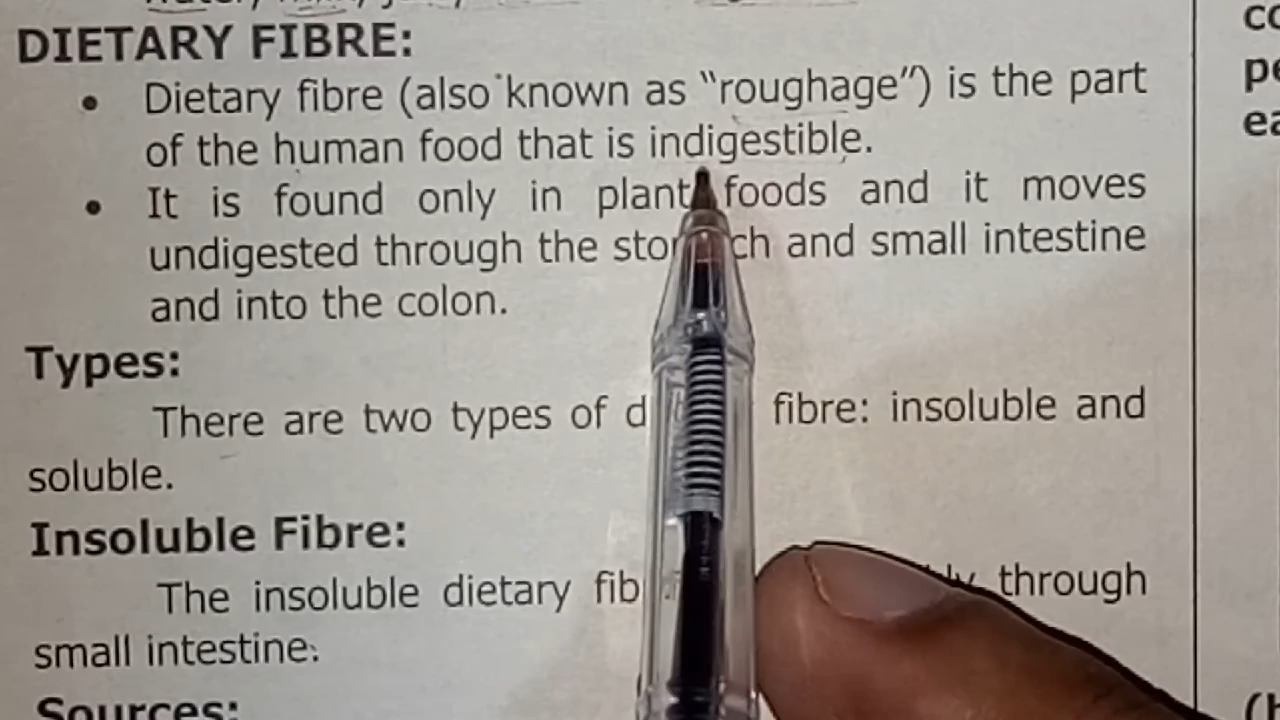 DIETARY FIBRE:
• Dietary fibre (also known as "roughage") is the part
of the human food that is indigestible.
• It is found only in plant foods and it moves
undigested through the sto ch and small intestine
and into the colon.
Types:
There are two types of d fibre: insoluble and
soluble.
Insoluble Fibre:
The insoluble dietary fib through
small intestine.
Sources: